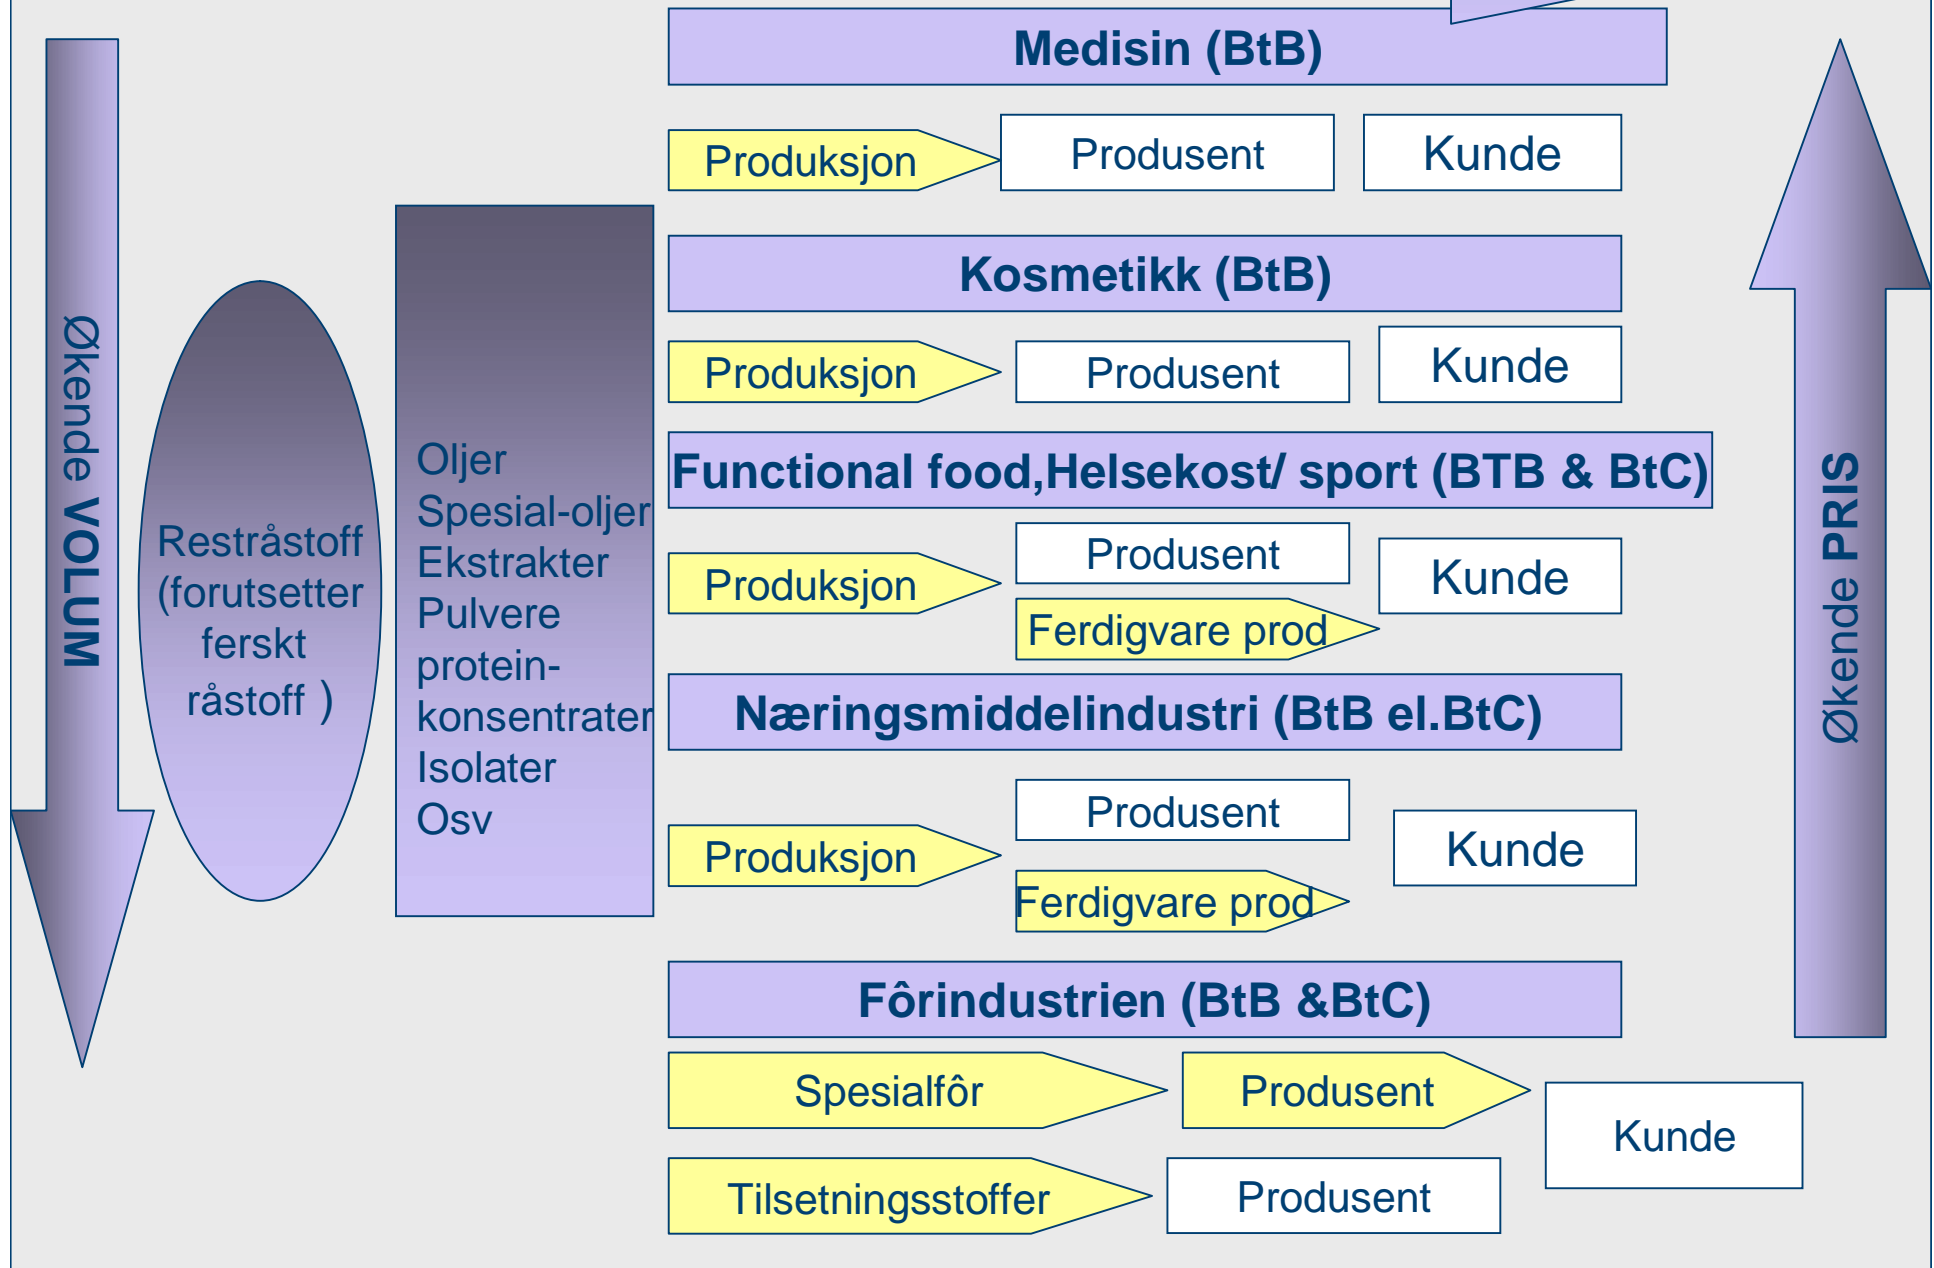 Medisin (BtB)
Produksjon
Produsent
Kunde
Økende VOLUM
Restråstoff
(forutsetter
ferskt
råstoff )
Oljer
Spesial-oljer
Ekstrakter
Pulvere
protein-
konsentrater
Isolater
Osv
Kosmetikk (BtB)
Produksjon
Produsent
Kunde
Functional food,Helsekost/ sport (BTB & BtC)
Produksjon
Produsent
Ferdigvare prod
Kunde
Næringsmiddelindustri (BtB el.BtC)
Produksjon
Produsent
Ferdigvare prod
Kunde
Fôrindustrien (BtB &BtC)
Spesialfôr
Produsent
Kunde
Tilsetningsstoffer
Produsent
Økende PRIS